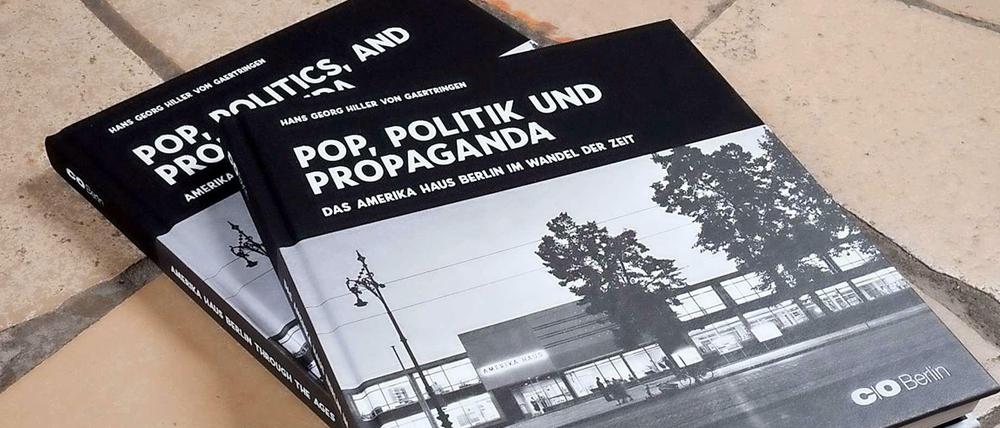 HANS GEORG HILLER VON GAERTRINGEN
POP, POLITICS, AND
AMERIKA
C/O Berlin
AMERIKA HAUS BERLIN THROUGH THE AGES
HANS GEORG HILLER VON GAERTRINGEN
POP, POLITIK UND
PROPAGANDA
DAS AMERIKA HAUS BERLIN IM WANDEL DER ZEIT
AMERIKA HAUS
C/O Berlin